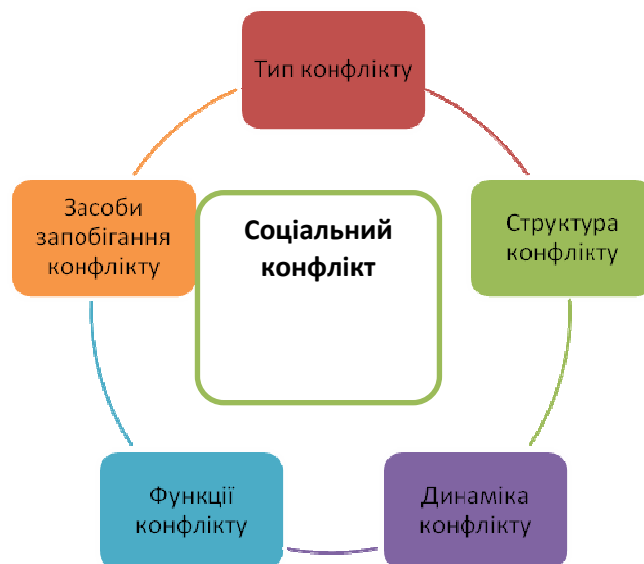 Тип конфлікту
Засоби
запобігання
конфлікту
Соціальний
конфлікт
Структура
конфлікту
Функції
конфлікту
Динаміка
конфлікту